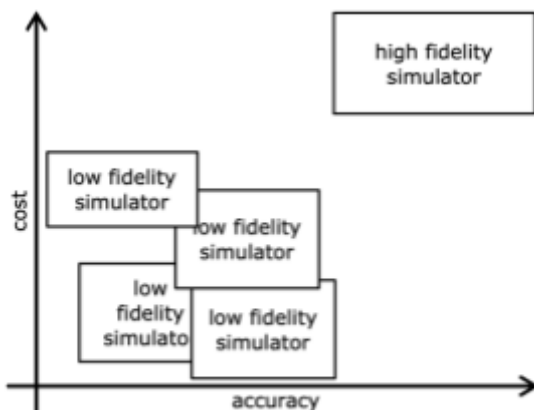 high fidelity
simulator
low fidelity
simulator
low fidelity
simulator
low
fidelity
simulato
low fidelity
simulator
cost
accuracy